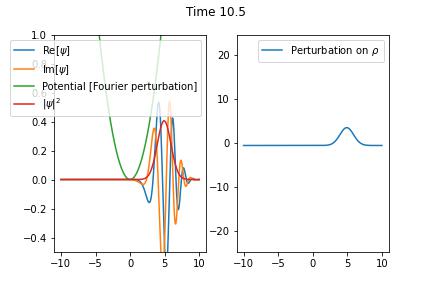 Time 10.5
Re[ψ]
Im[ψ]
Potential [Fourier perturbation]
|ψ|²
1.0
0.8
0.6
0.4
0.2
0.0
−0.2
−0.4
−10 −5 0 5 10
Perturbation on ρ
20
10
0
−10
−20
−10 −5 0 5 10